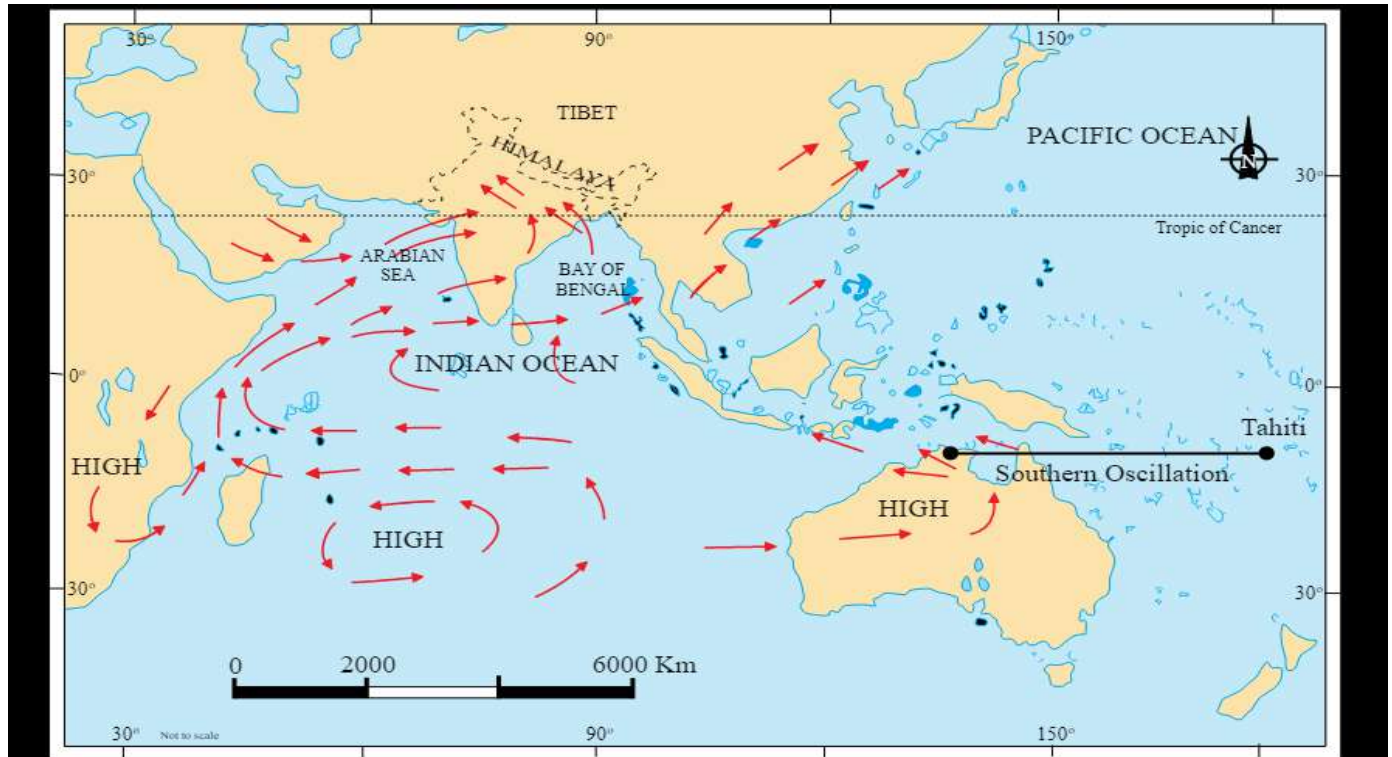 30° 90° 150°
TIBET
PACIFIC OCEAN
N
HIMALAYA
30° 30°
Tropic of Cancer
ARABIAN
SEA
BAY OF
BENGAL
INDIAN OCEAN
0° 0°
Tahiti
HIGH
Southern Oscillation
HIGH
HIGH
30° 30°
0 2000 6000 Km
30° Not to scale 90° 150°